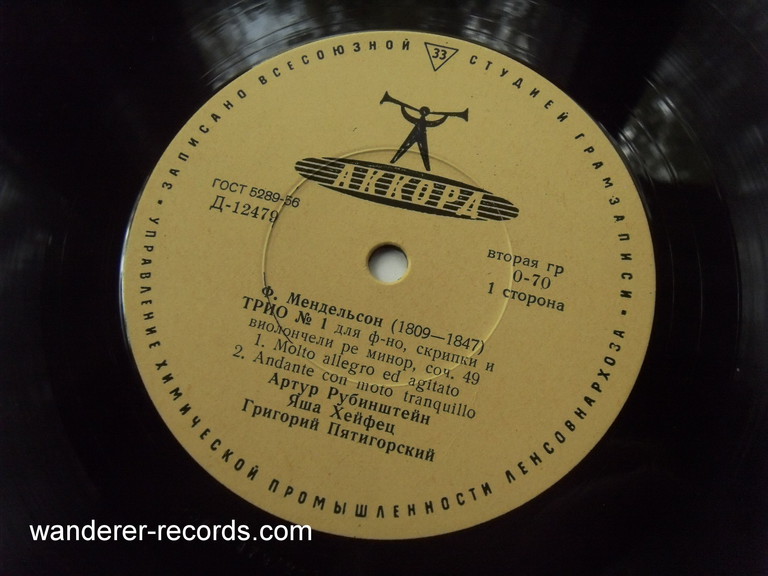 ЗАПИСАНО ВСЕСОЮЗНОЙ 33 СТУДИЕЙ ГРАМЗАПИСИ
• УПРАВЛЕНИЕ ХИМИЧЕСКОЙ ПРОМЫШЛЕННОСТИ ЛЕНСОВНАРХОЗА •
АККОРД
ГОСТ 5289-56
Д-12479
вторая гр
0-70
1 сторона
Ф. Мендельсон (1809—1847)
ТРИО № 1 для ф-но, скрипки и
виолончели ре минор, соч. 49
1. Molto allegro ed agitato
2. Andante con moto tranquillo
Артур Рубинштейн
Яша Хейфец
Григорий Пятигорский
wanderer-records.com